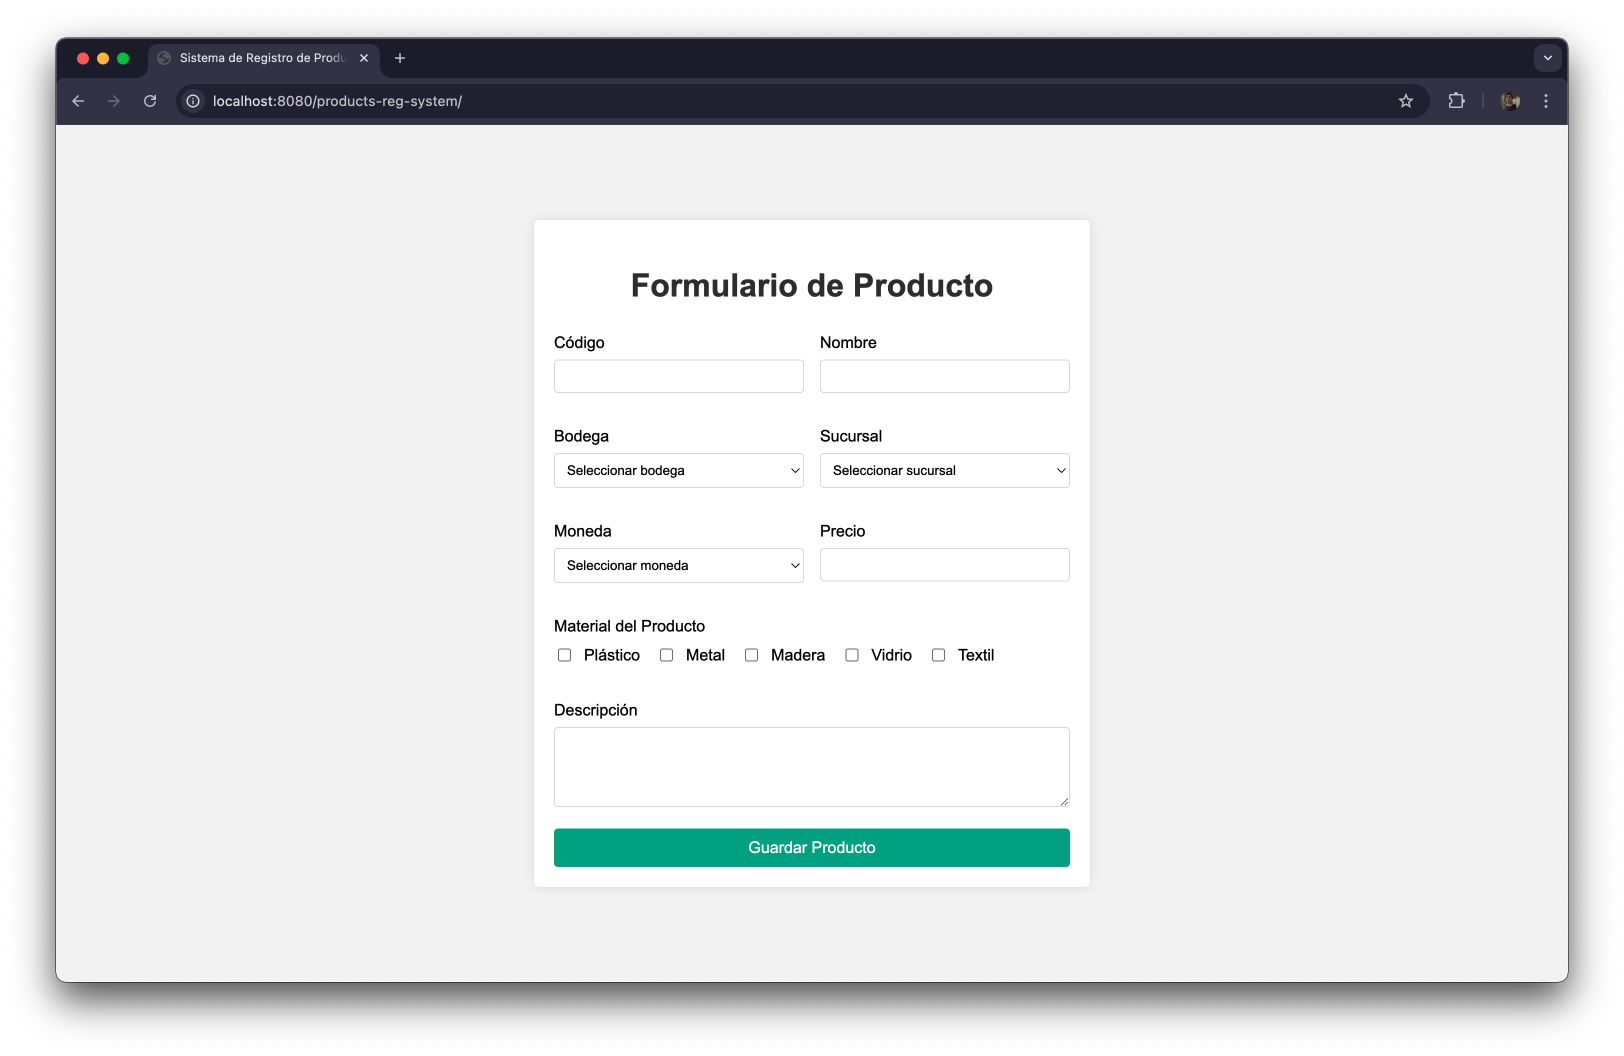 Sistema de Registro de Produ
localhost:8080/products-reg-system/
Formulario de Producto
Código Nombre
Bodega Sucursal
Seleccionar bodega Seleccionar sucursal
Moneda Precio
Seleccionar moneda
Material del Producto
Plástico Metal Madera Vidrio Textil
Descripción
Guardar Producto